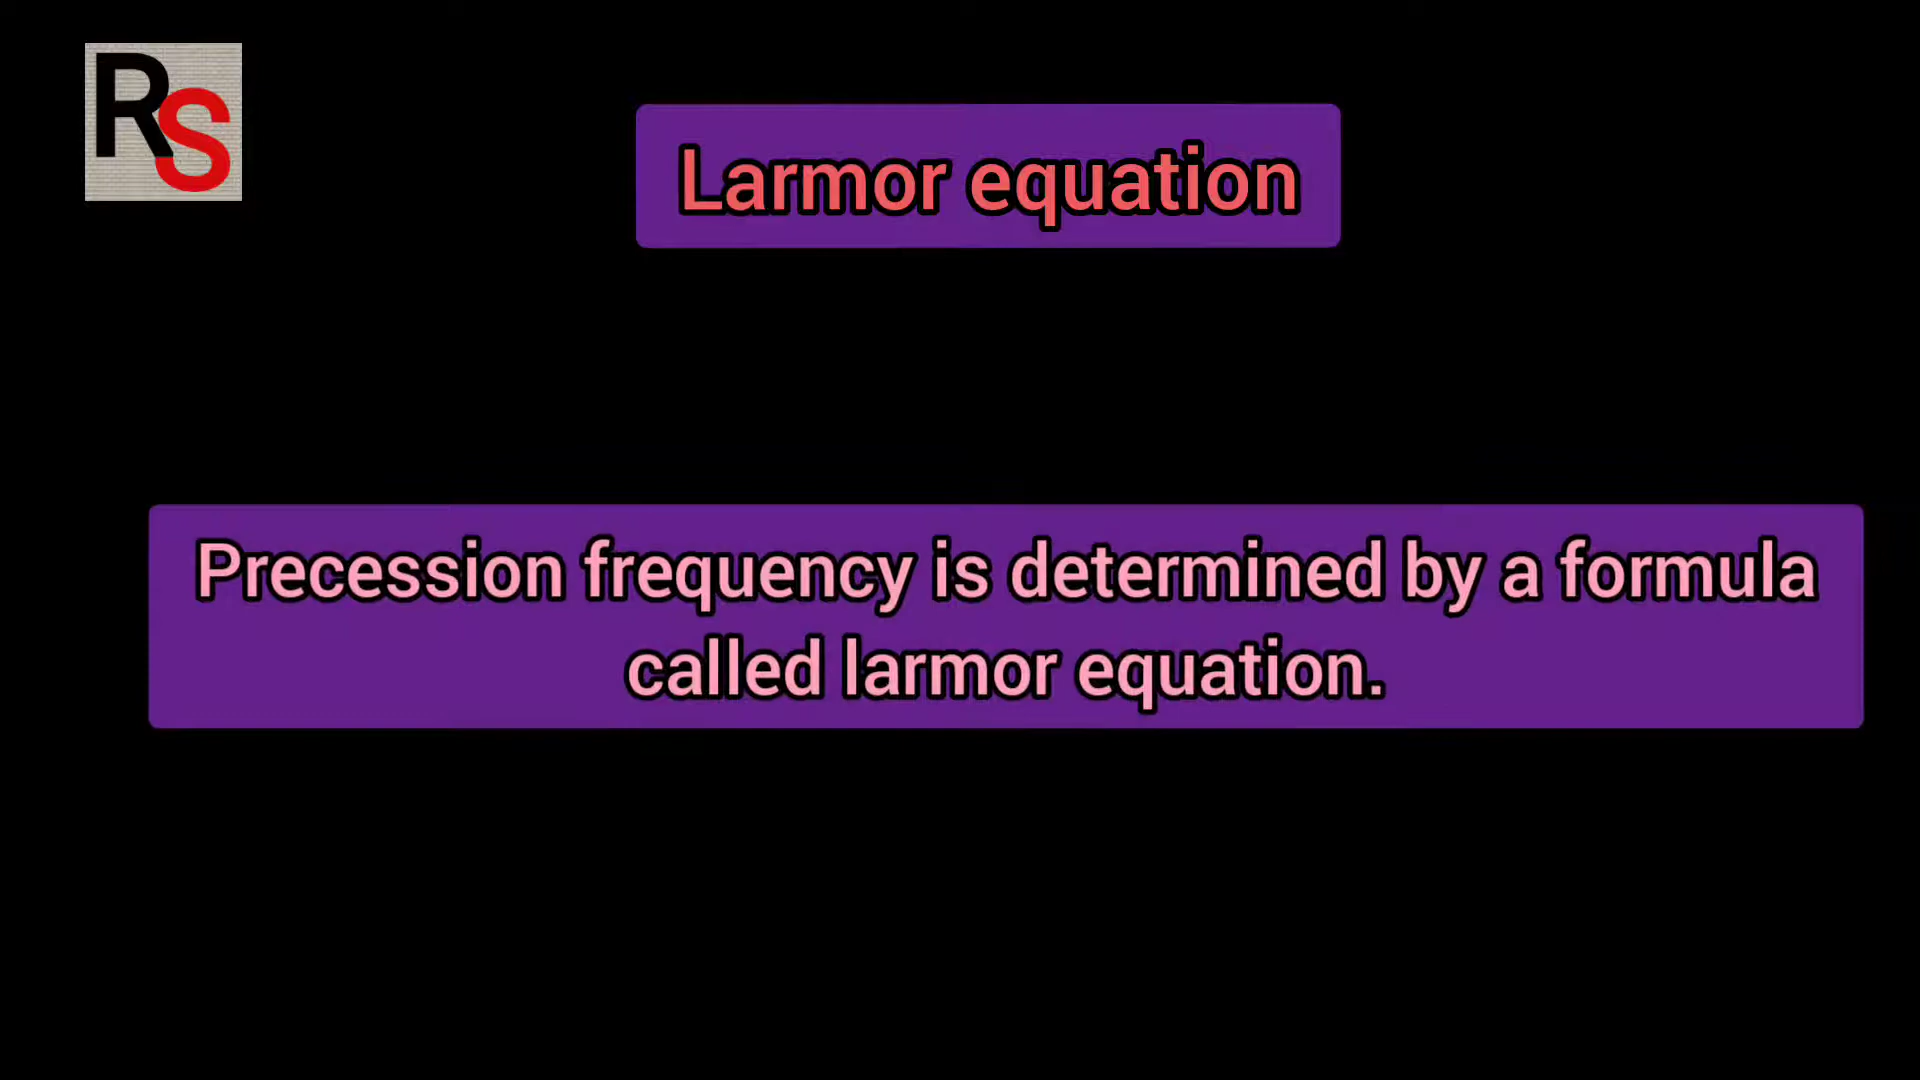 RS
Larmor equation
Precession frequency is determined by a formula
called larmor equation.